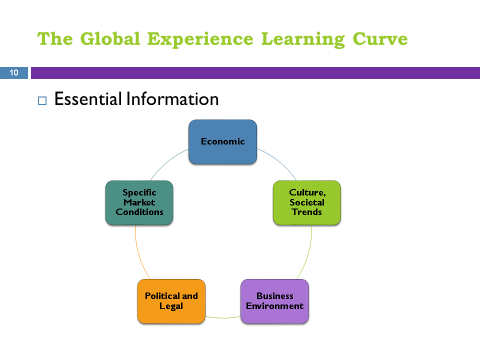 The Global Experience Learning Curve
10
Essential Information
Economic
Culture,
Societal
Trends
Business
Environment
Political and
Legal
Specific
Market
Conditions